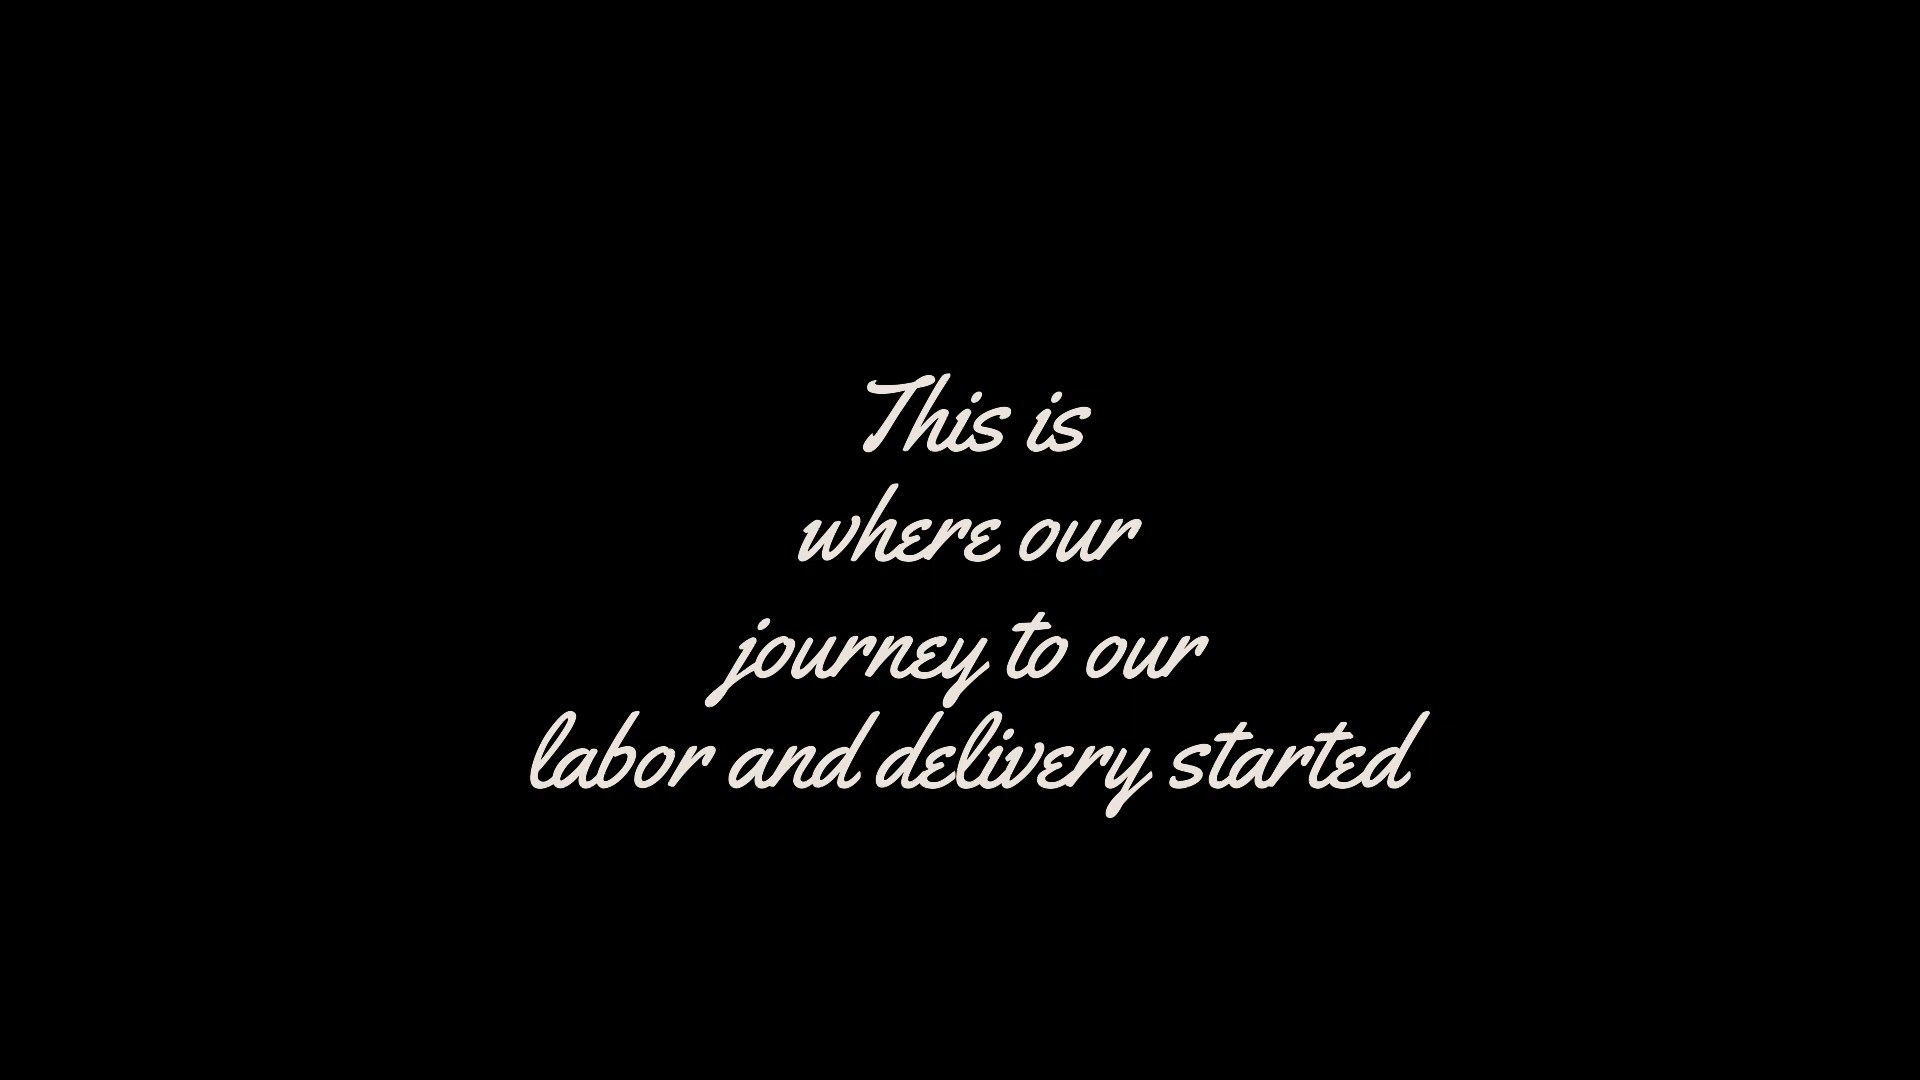 This is
where our
journey to our
labor and delivery started